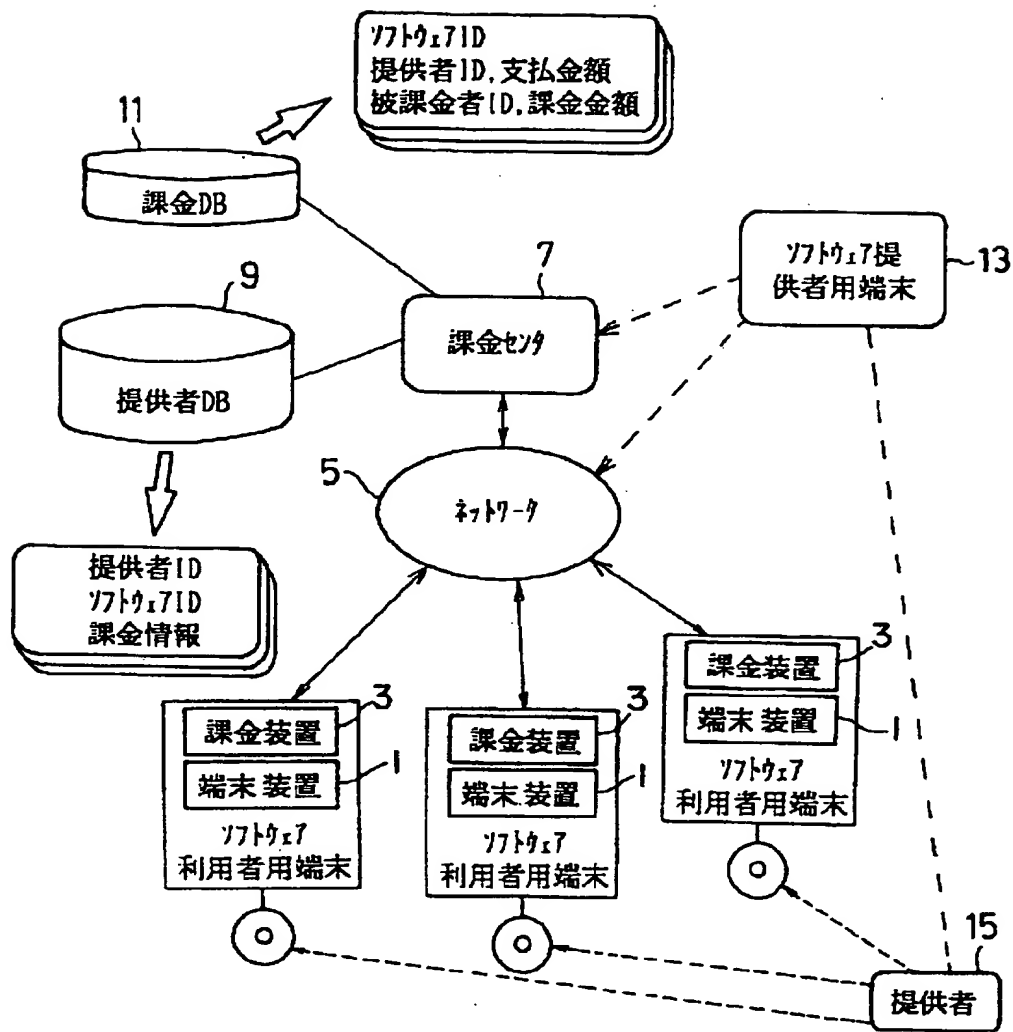 ｿﾌﾄｳｪｱID
提供者ID,支払金額
被課金者ID,課金金額
11
課金DB
9
提供者DB
7
課金ｾﾝﾀ
ｿﾌﾄｳｪｱ提
供者用端末
13
5
ﾈｯﾄﾜｰﾀ
提供者ID
ｿﾌﾄｳｪｱID
課金情報
課金装置
3
端末装置
1
ｿﾌﾄｳｪｱ
利用者用端末
課金装置
3
端末装置
1
ｿﾌﾄｳｪｱ
利用者用端末
課金装置
3
端末装置
1
ｿﾌﾄｳｪｱ
利用者用端末
15
提供者